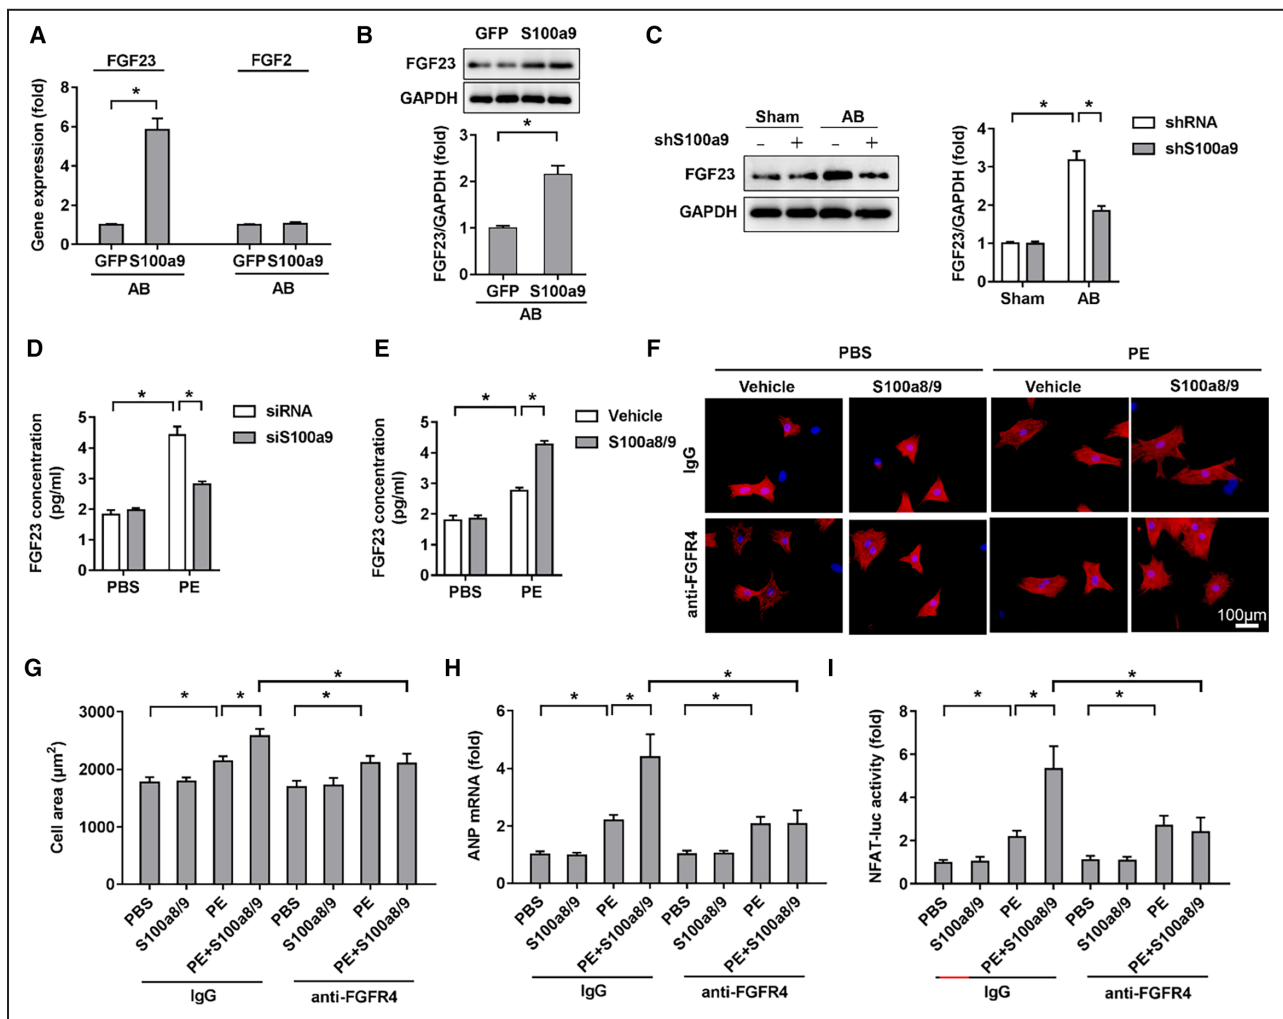 A
FGF23 FGF2
*
Gene expression (fold)
8
6
4
2
0
GFP S100a9 GFP S100a9
AB AB
B
GFP S100a9
FGF23
GAPDH
*
FGF23/GAPDH (fold)
3
2
1
0
GFP S100a9
AB
C
Sham AB
shS100a9 - + - +
FGF23
GAPDH
* *
shRNA
shS100a9
FGF23/GAPDH (fold)
4
3
2
1
0
Sham AB
D
* *
siRNA
siS100a9
FGF23 concentration
(pg/ml)
5
4
3
2
1
0
PBS PE
E
* *
Vehicle
S100a8/9
FGF23 concentration
(pg/ml)
5
4
3
2
1
0
PBS PE
F
PBS PE
Vehicle S100a8/9 Vehicle S100a8/9
IgG
anti-FGFR4
100µm
G
* * * *
Cell area (µm²)
3000
2000
1000
0
PBS S100a8/9 PE PE+S100a8/9 PBS S100a8/9 PE PE+S100a8/9
IgG anti-FGFR4
H
* * * *
ANP mRNA (fold)
6
4
2
0
PBS S100a8/9 PE PE+S100a8/9 PBS S100a8/9 PE PE+S100a8/9
IgG anti-FGFR4
I
* * * *
NFAT-luc activity (fold)
8
6
4
2
0
PBS S100a8/9 PE PE+S100a8/9 PBS S100a8/9 PE PE+S100a8/9
IgG anti-FGFR4